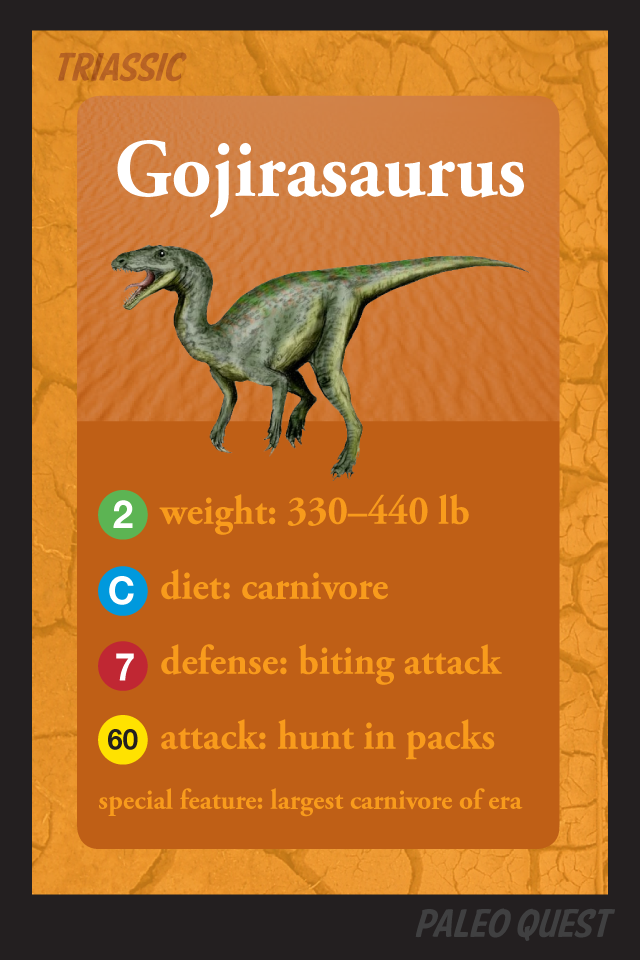 TRIASSIC
Gojirasaurus
2 weight: 330–440 lb
C diet: carnivore
7 defense: biting attack
60 attack: hunt in packs
special feature: largest carnivore of era
PALEO QUEST